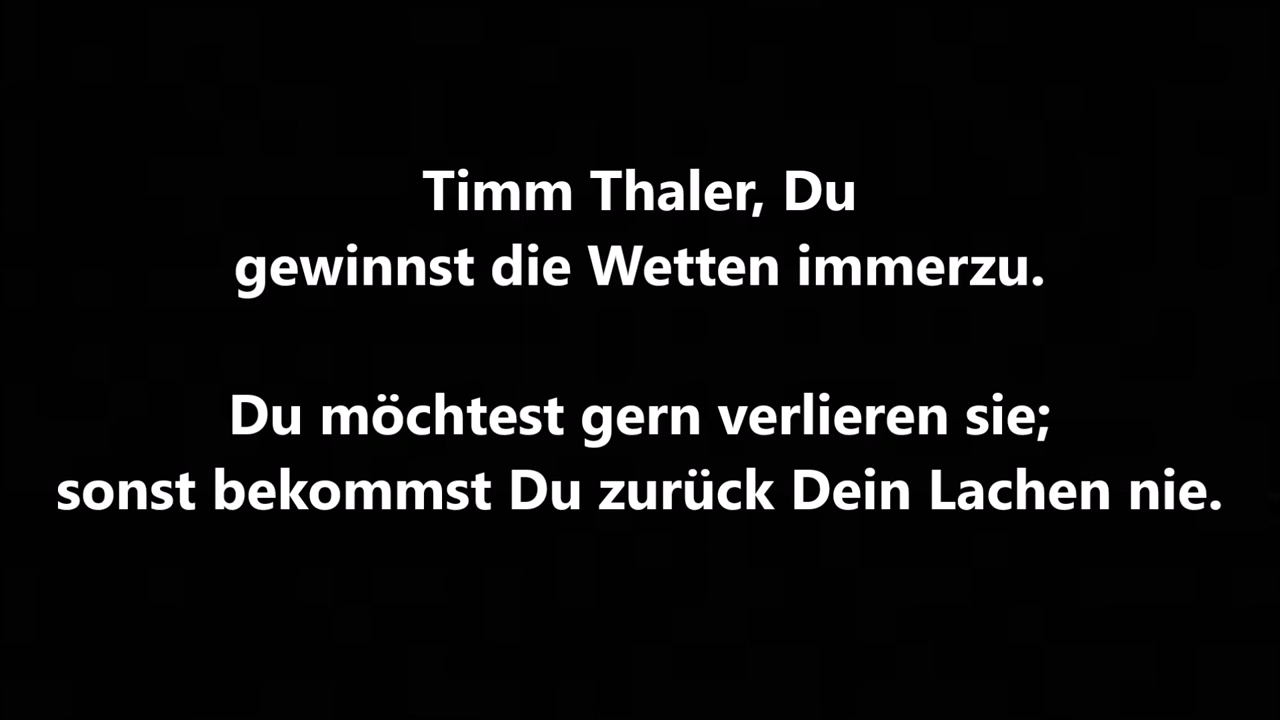 Timm Thaler, Du
gewinnst die Wetten immerzu.
Du möchtest gern verlieren sie;
sonst bekommst Du zurück Dein Lachen nie.